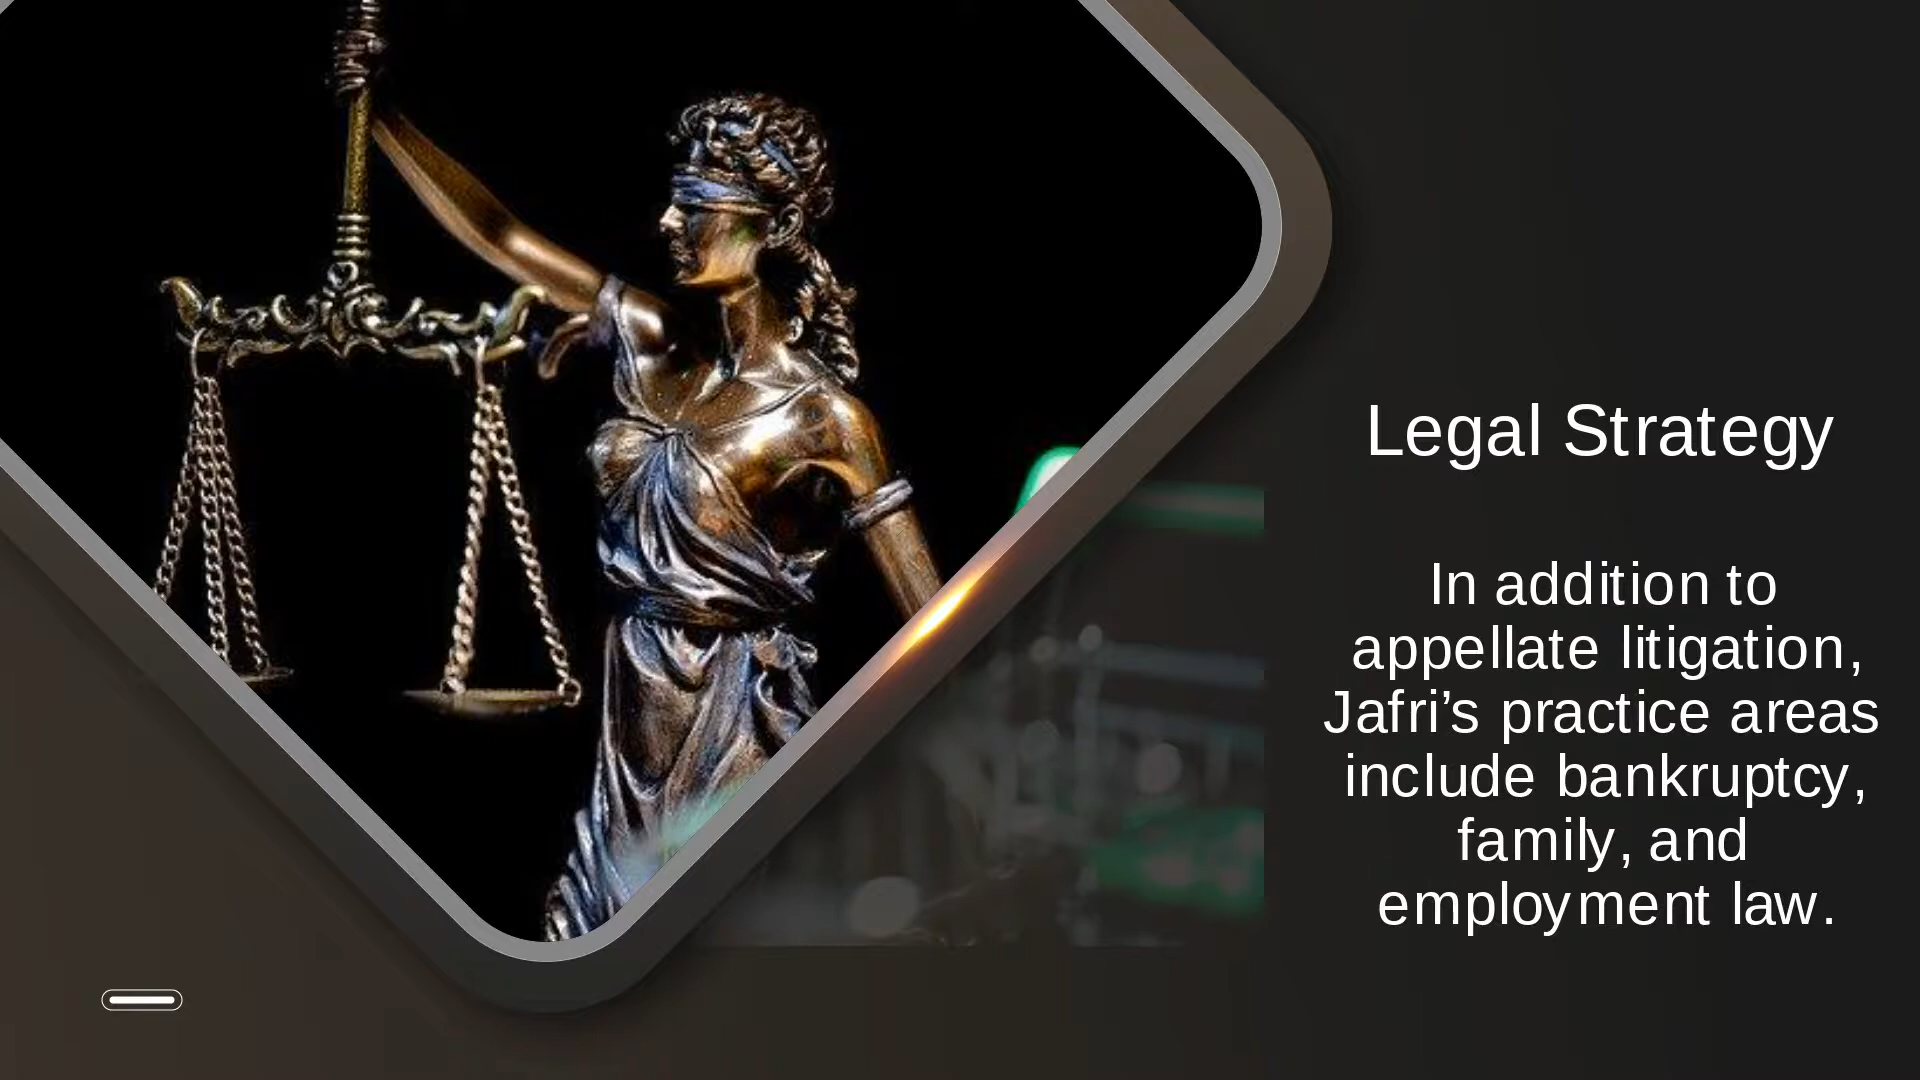 Legal Strategy
In addition to
appellate litigation,
Jafri’s practice areas
include bankruptcy,
family, and
employment law.